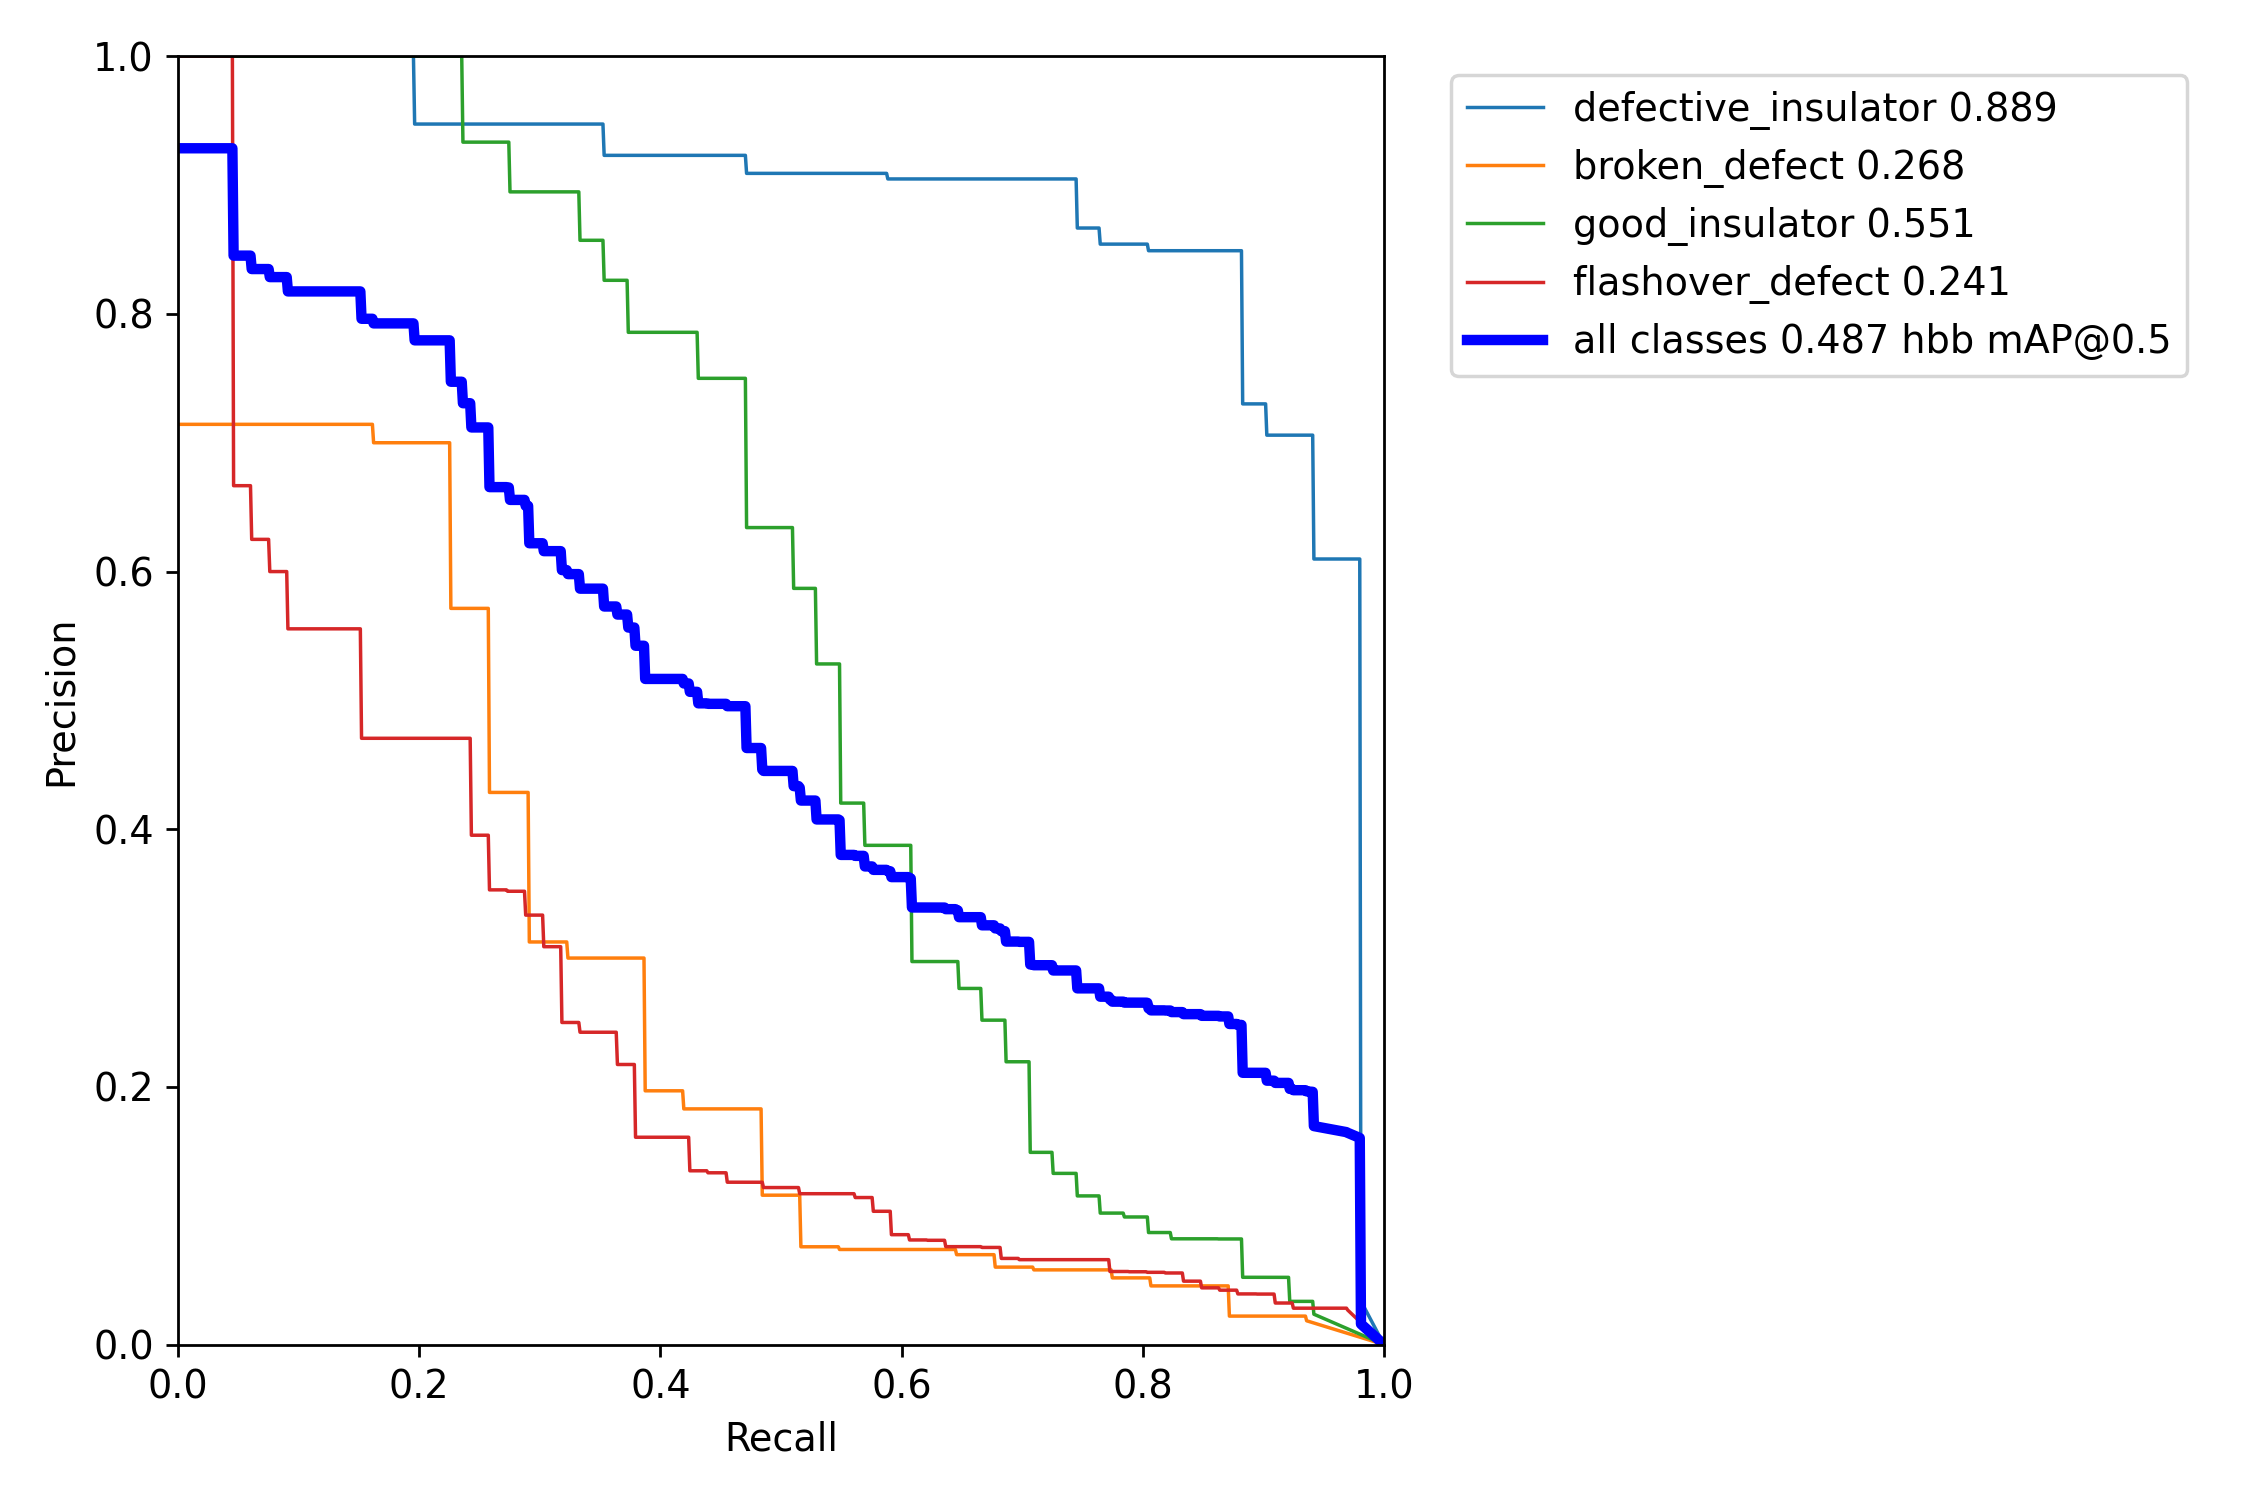 1.0
0.8
0.6
0.4
0.2
0.0
Precision
0.0 0.2 0.4 0.6 0.8 1.0
Recall
defective_insulator 0.889
broken_defect 0.268
good_insulator 0.551
flashover_defect 0.241
all classes 0.487 hbb mAP@0.5